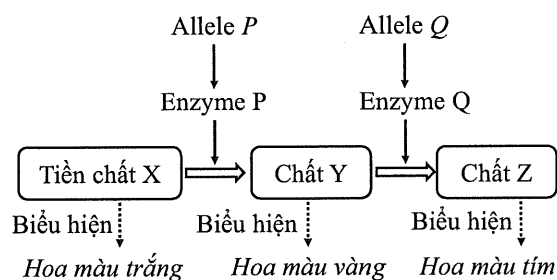 Allele P Allele Q
Enzyme P Enzyme Q
Tiền chất X Chất Y Chất Z
Biểu hiện Biểu hiện Biểu hiện
Hoa màu trắng Hoa màu vàng Hoa màu tím